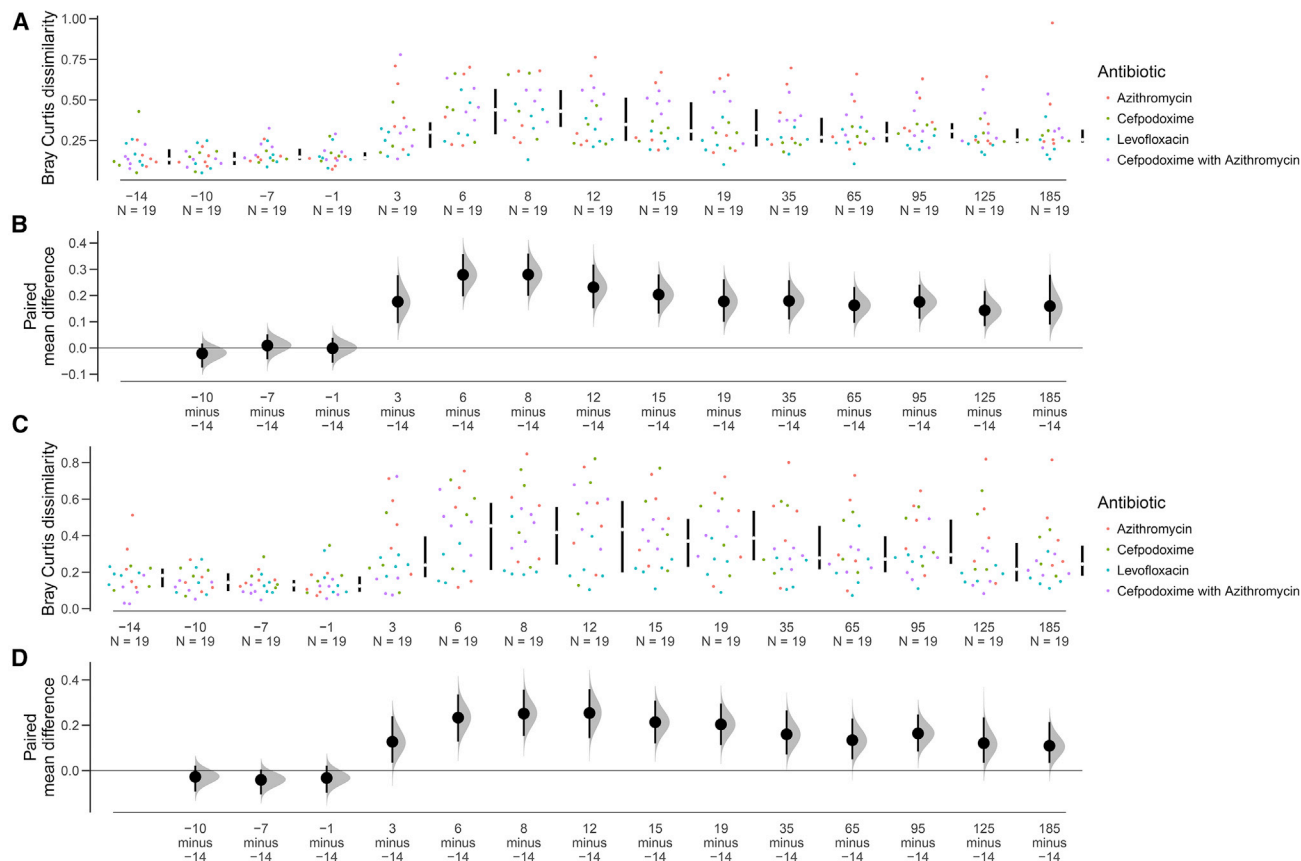 A
Bray Curtis dissimilarity
1.00
0.75
0.50
0.25
−14 −10 −7 −1 3 6 8 12 15 19 35 65 95 125 185
N = 19 N = 19 N = 19 N = 19 N = 19 N = 19 N = 19 N = 19 N = 19 N = 19 N = 19 N = 19 N = 19 N = 19 N = 19
Antibiotic
Azithromycin
Cefpodoxime
Levofloxacin
Cefpodoxime with Azithromycin
B
Paired
mean difference
0.4
0.3
0.2
0.1
0.0
−0.1
−10 −7 −1 3 6 8 12 15 19 35 65 95 125 185
minus minus minus minus minus minus minus minus minus minus minus minus minus minus
−14 −14 −14 −14 −14 −14 −14 −14 −14 −14 −14 −14 −14 −14
C
Bray Curtis dissimilarity
0.8
0.6
0.4
0.2
0.0
−14 −10 −7 −1 3 6 8 12 15 19 35 65 95 125 185
N = 19 N = 19 N = 19 N = 19 N = 19 N = 19 N = 19 N = 19 N = 19 N = 19 N = 19 N = 19 N = 19 N = 19 N = 19
Antibiotic
Azithromycin
Cefpodoxime
Levofloxacin
Cefpodoxime with Azithromycin
D
Paired
mean difference
0.4
0.2
0.0
−10 −7 −1 3 6 8 12 15 19 35 65 95 125 185
minus minus minus minus minus minus minus minus minus minus minus minus minus minus
−14 −14 −14 −14 −14 −14 −14 −14 −14 −14 −14 −14 −14 −14